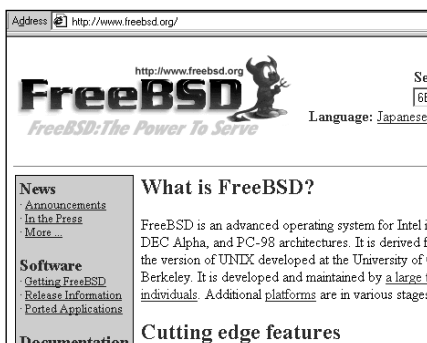 Address http://www.freebsd.org/
http://www.freebsd.org
FreeBSD
FreeBSD:The Power To Serve
Se
Language: Japanese
News
· Announcements
· In the Press
· More ...
Software
· Getting FreeBSD
· Release Information
· Ported Applications
Documentation
What is FreeBSD?
FreeBSD is an advanced operating system for Intel i
DEC Alpha, and PC-98 architectures. It is derived f
the version of UNIX developed at the University of
Berkeley. It is developed and maintained by a large t
individuals. Additional platforms are in various stages
Cutting edge features